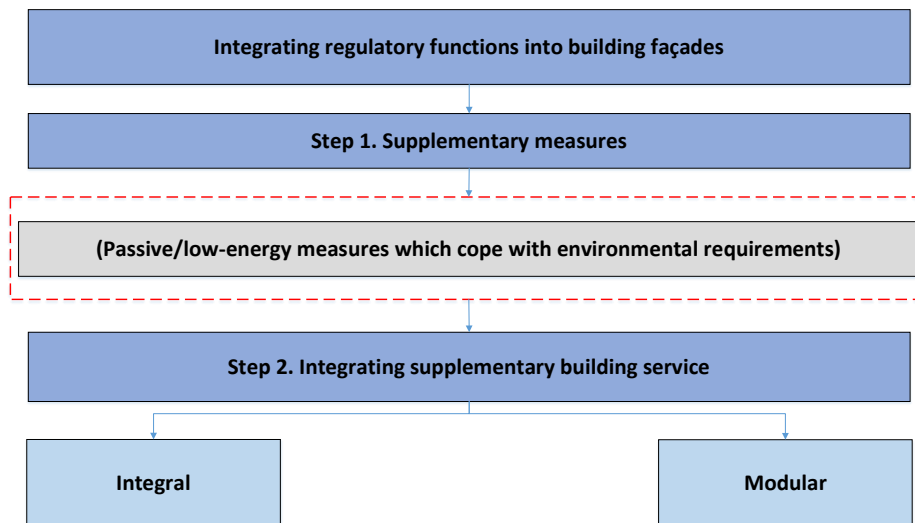 Integrating regulatory functions into building façades
Step 1. Supplementary measures
(Passive/low-energy measures which cope with environmental requirements)
Step 2. Integrating supplementary building service
Integral
Modular